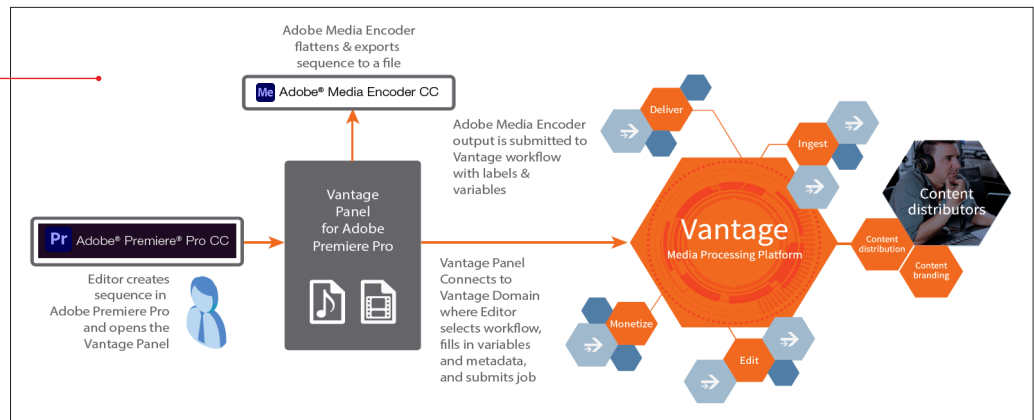 Adobe Media Encoder
flattens & exports
sequence to a file
Me Adobe® Media Encoder CC
Adobe Media Encoder
output is submitted to
Vantage workflow
with labels &
variables
Vantage
Panel
for Adobe
Premiere Pro
Pr Adobe® Premiere® Pro CC
Editor creates
sequence in
Adobe Premiere Pro
and opens the
Vantage Panel
Vantage Panel
Connects to
Vantage Domain
where Editor
selects workflow,
fills in variables
and metadata,
and submits job
Deliver
Ingest
Vantage
Media Processing Platform
Content
distributors
Content
distribution
Content
branding
Monetize
Edit